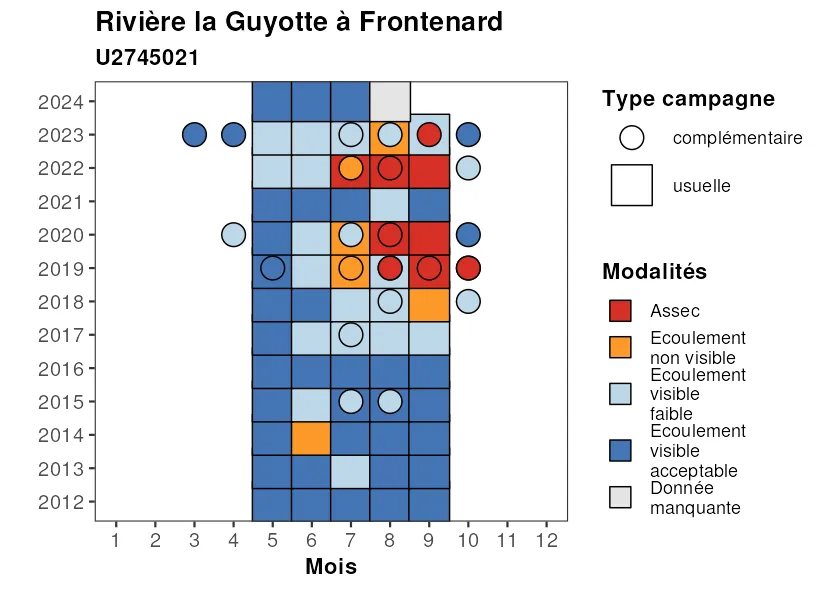 Rivière la Guyotte à Frontenard
U2745021
2024
2023
2022
2021
2020
2019
2018
2017
2016
2015
2014
2013
2012
1 2 3 4 5 6 7 8 9 10 11 12
Mois
Type campagne
complémentaire
usuelle
Modalités
Assec
Ecoulement
non visible
Ecoulement
visible
faible
Ecoulement
visible
acceptable
Donnée
manquante